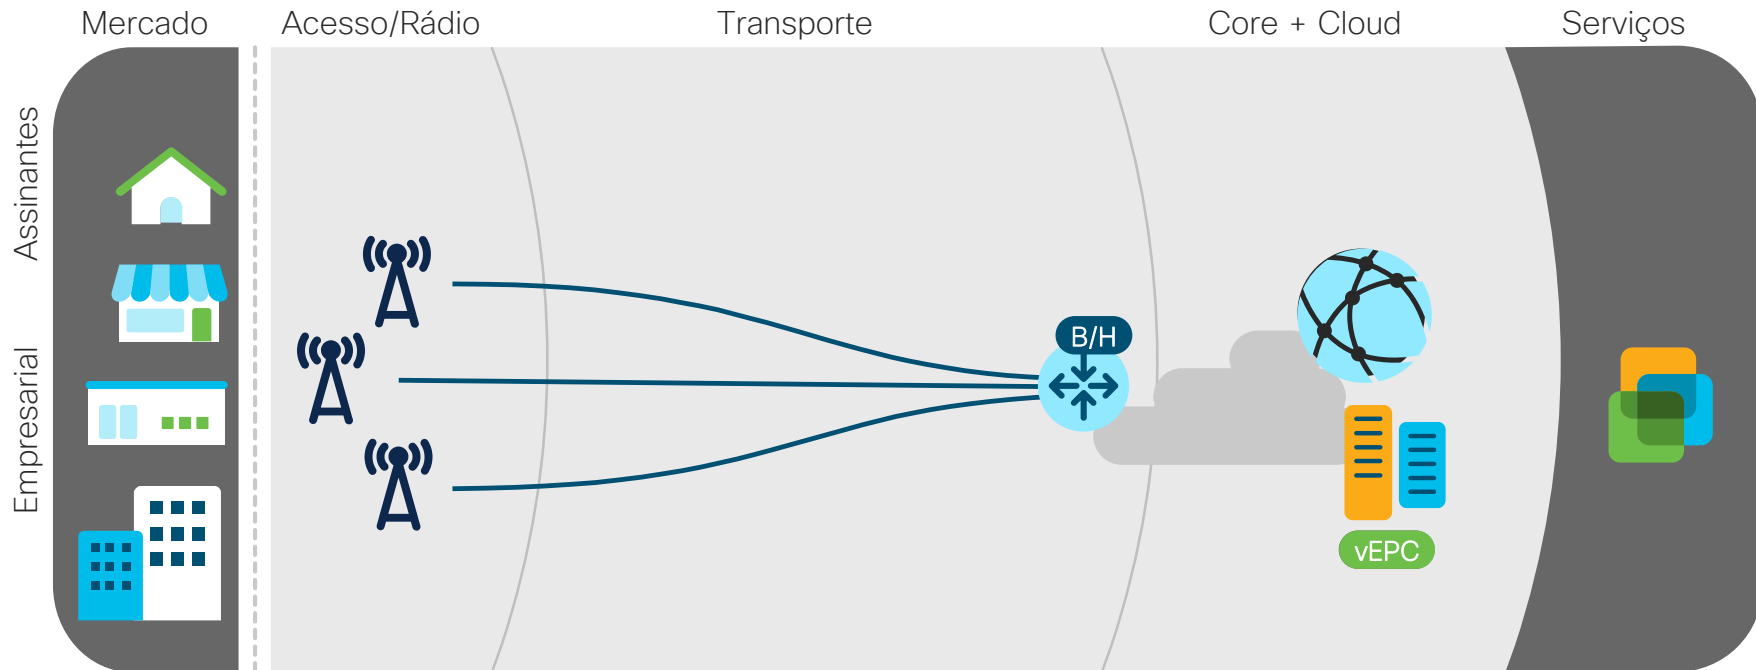 Mercado
Acesso/Rádio
Transporte
Core + Cloud
Serviços
Assinantes
Empresarial
B/H
vEPC